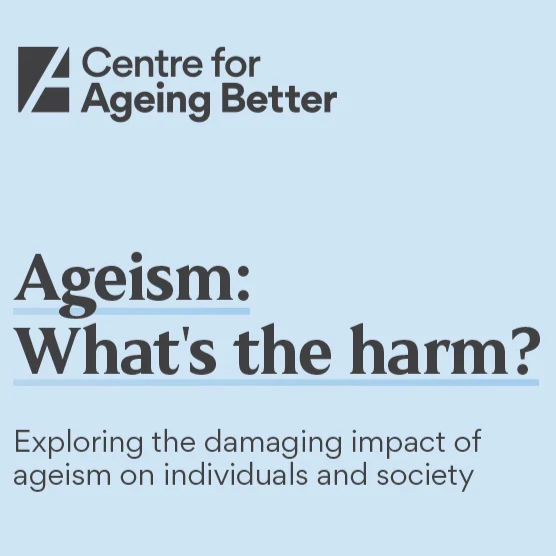 Centre for
Ageing Better
Ageism:
What's the harm?
Exploring the damaging impact of
ageism on individuals and society